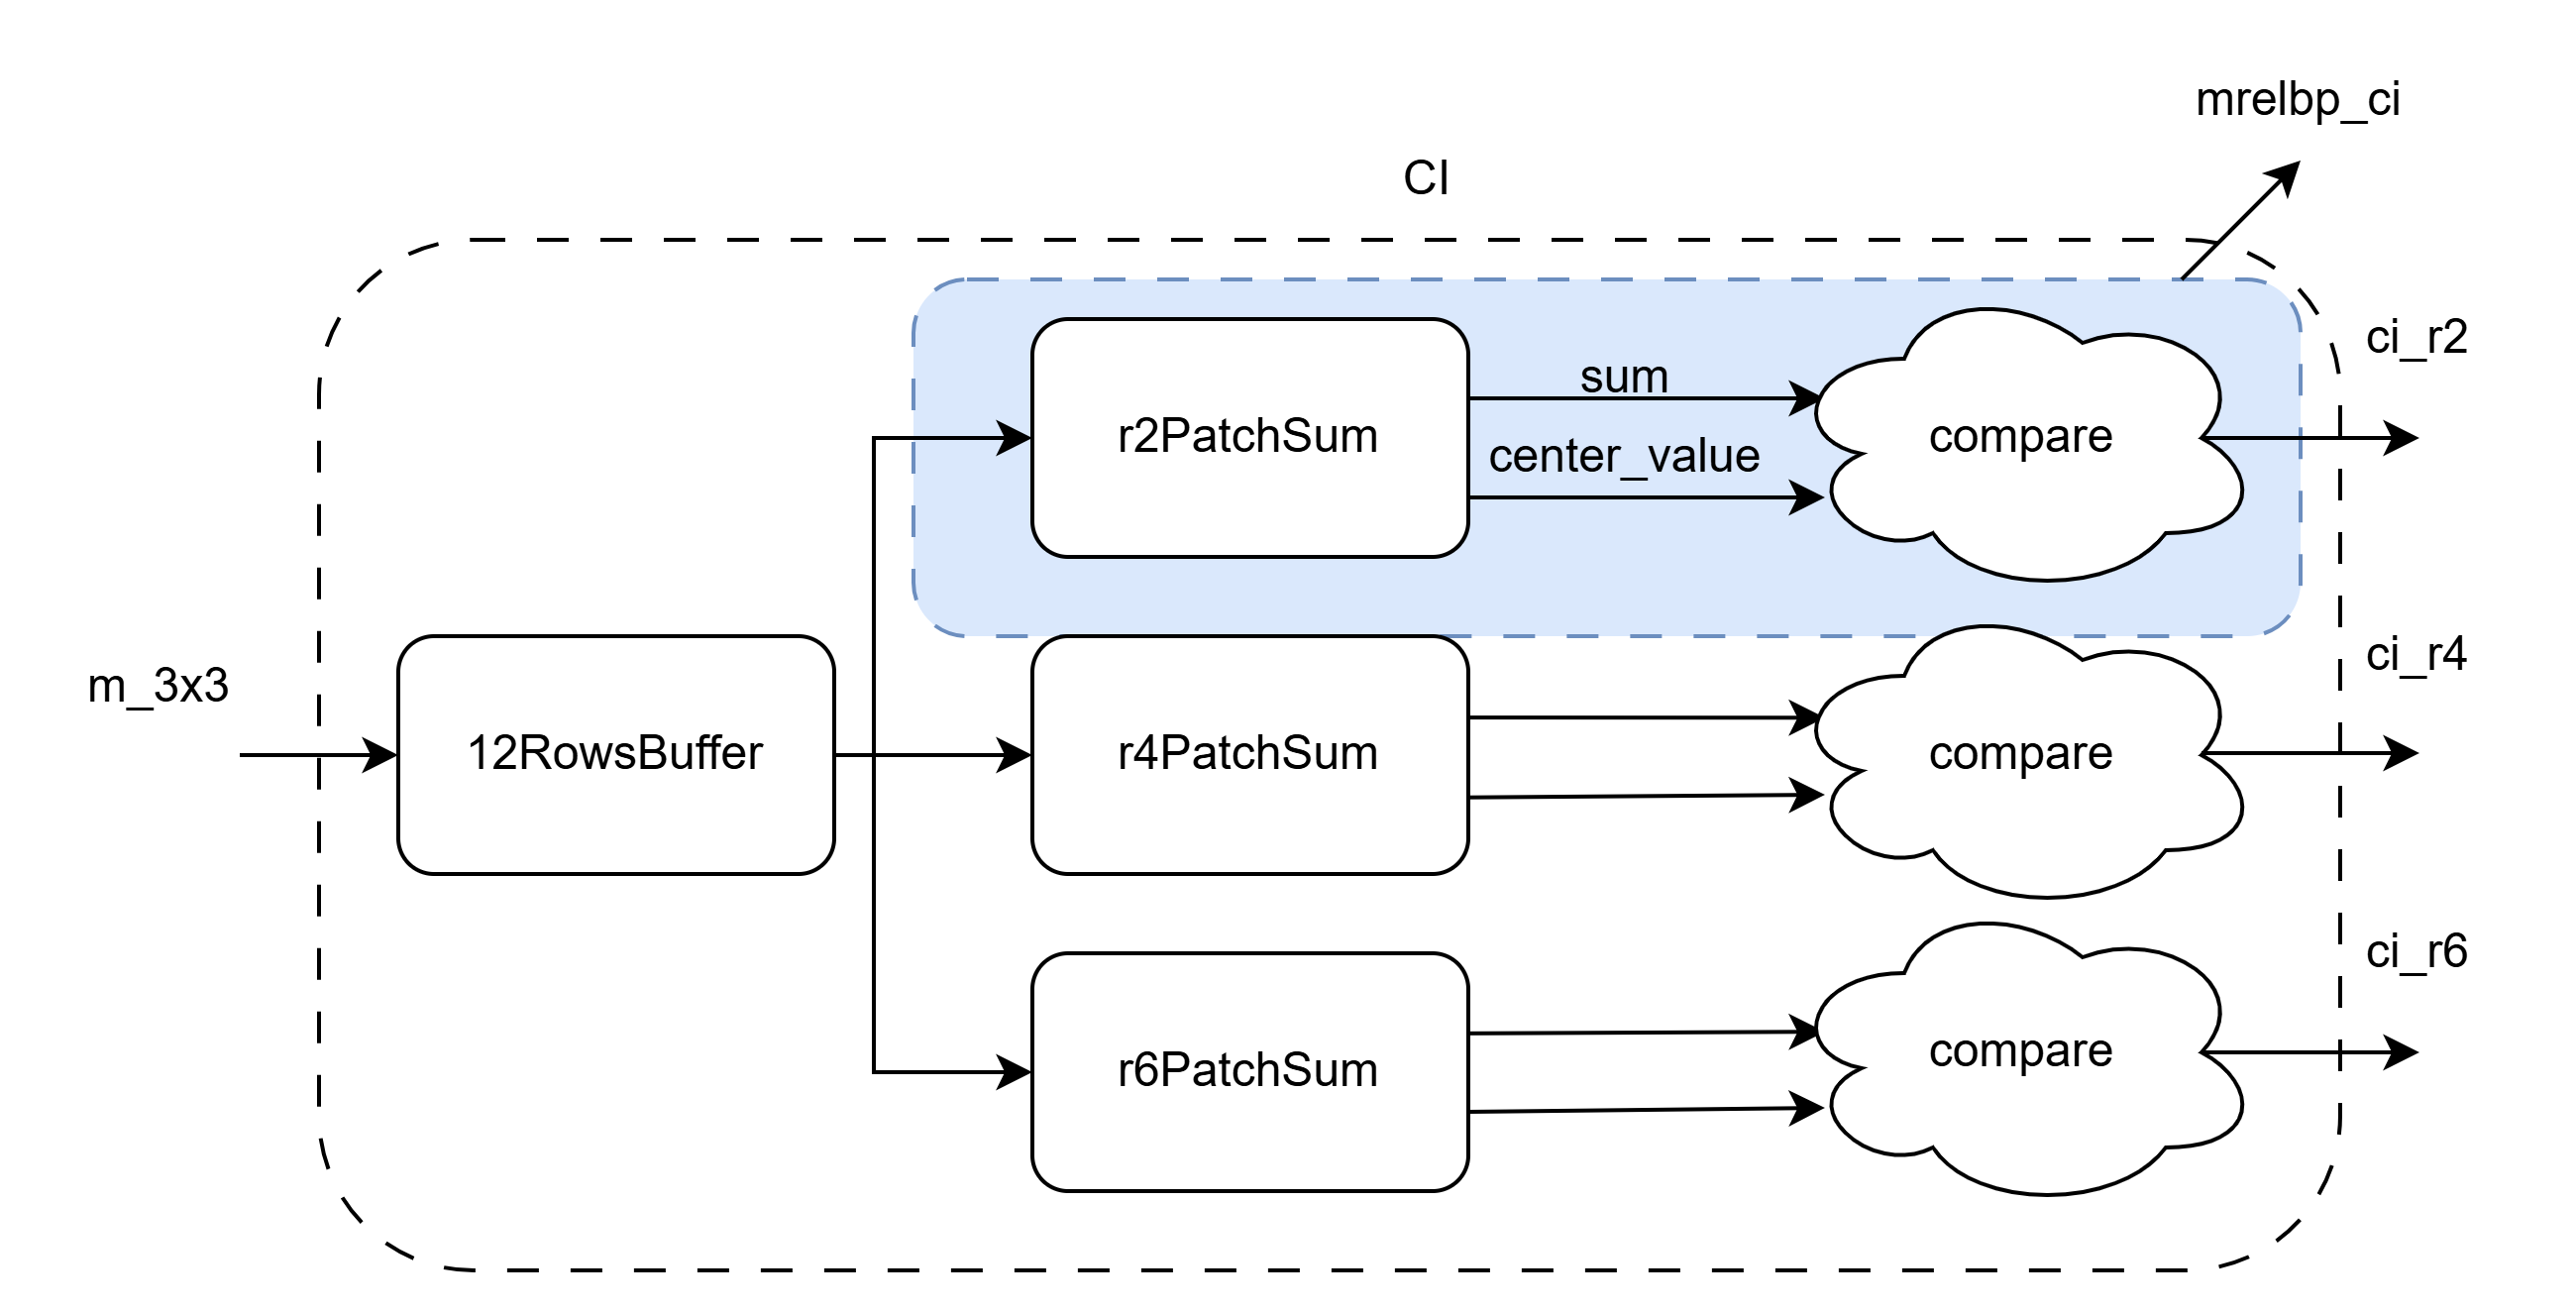 mrelbp_ci
CI
ci_r2
sum
r2PatchSum
compare
center_value
ci_r4
m_3x3
12RowsBuffer
r4PatchSum
compare
ci_r6
r6PatchSum
compare